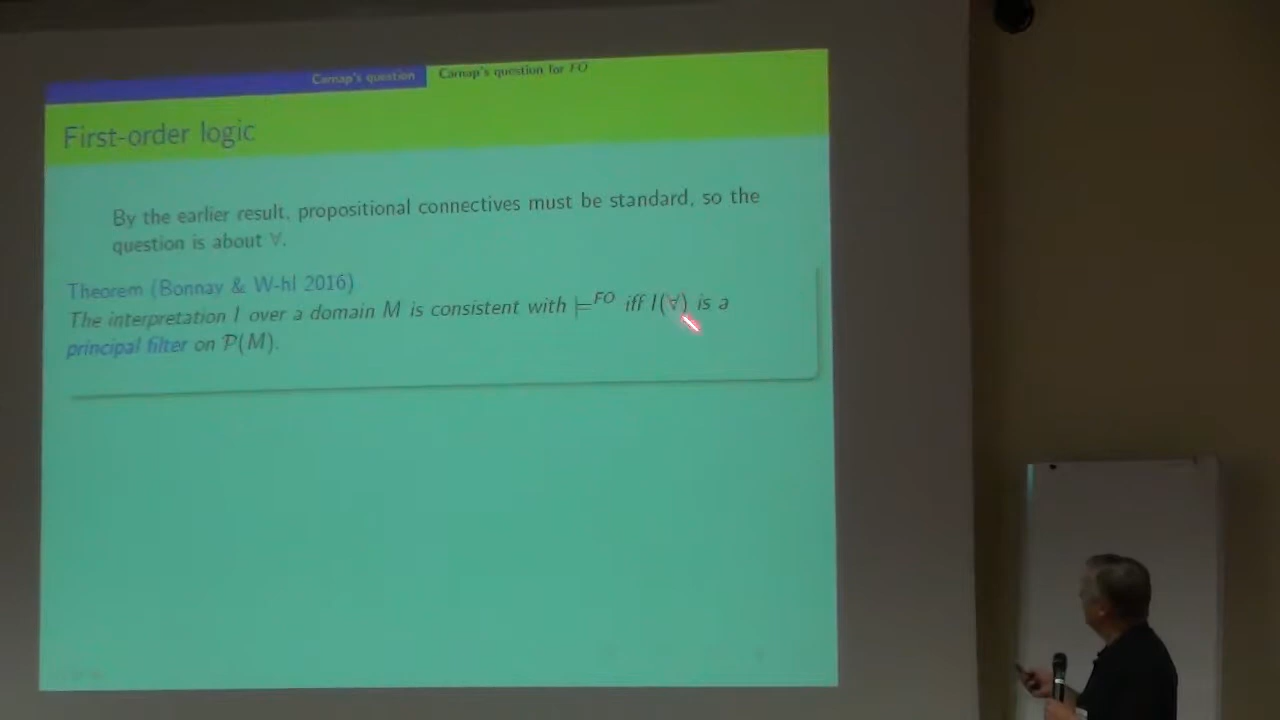 Carnap's question
Carnap's question for FO
First-order logic
By the earlier result, propositional connectives must be standard, so the
question is about ∀.
Theorem (Bonnay & W-hl 2016)
The interpretation I over a domain M is consistent with ⊨^FO iff I(∀) is a
principal filter on P(M).